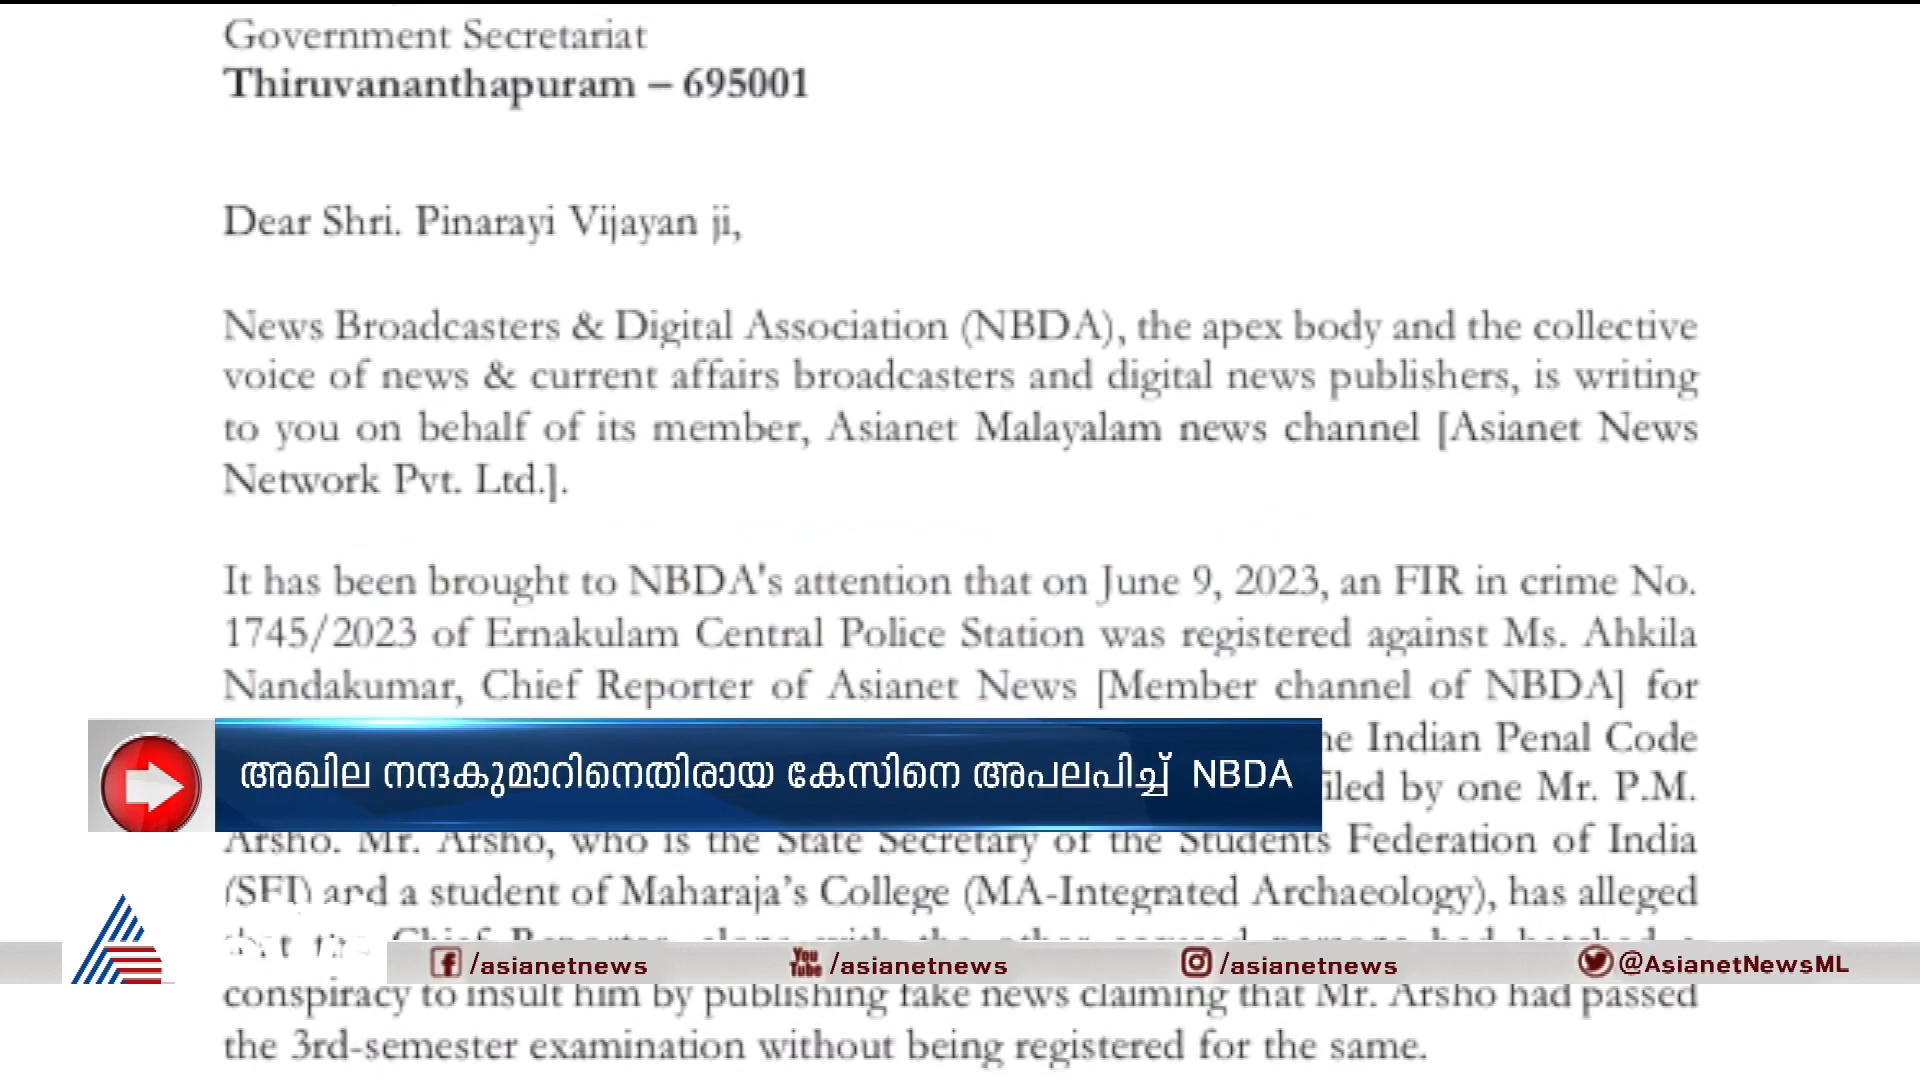 Government Secretariat
Thiruvananthapuram – 695001
Dear Shri. Pinarayi Vijayan ji,
News Broadcasters & Digital Association (NBDA), the apex body and the collective
voice of news & current affairs broadcasters and digital news publishers, is writing
to you on behalf of its member, Asianet Malayalam news channel [Asianet News
Network Pvt. Ltd.].
It has been brought to NBDA's attention that on June 9, 2023, an FIR in crime No.
1745/2023 of Ernakulam Central Police Station was registered against Ms. Ahkila
Nandakumar, Chief Reporter of Asianet News [Member channel of NBDA] for
Indian Penal Code
അഖില നന്ദകുമാറിനെതിരായ കേസിനെ അപലപിച്ച് NBDA
by one Mr. P.M.
Arsho. Mr. Arsho, who is the State Secretary of the Students Federation of India
(SFI) and a student of Maharaja's College (MA-Integrated Archaeology), has alleged
/asianetnews
You Tube /asianetnews
/asianetnews
@AsianetNewsML
conspiracy to insult him by publishing fake news claiming that Mr. Arsho had passed
the 3rd-semester examination without being registered for the same.